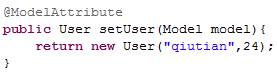 @ModelAttribute
public User setUser(Model model){
    return new User("qiutian",24);
}